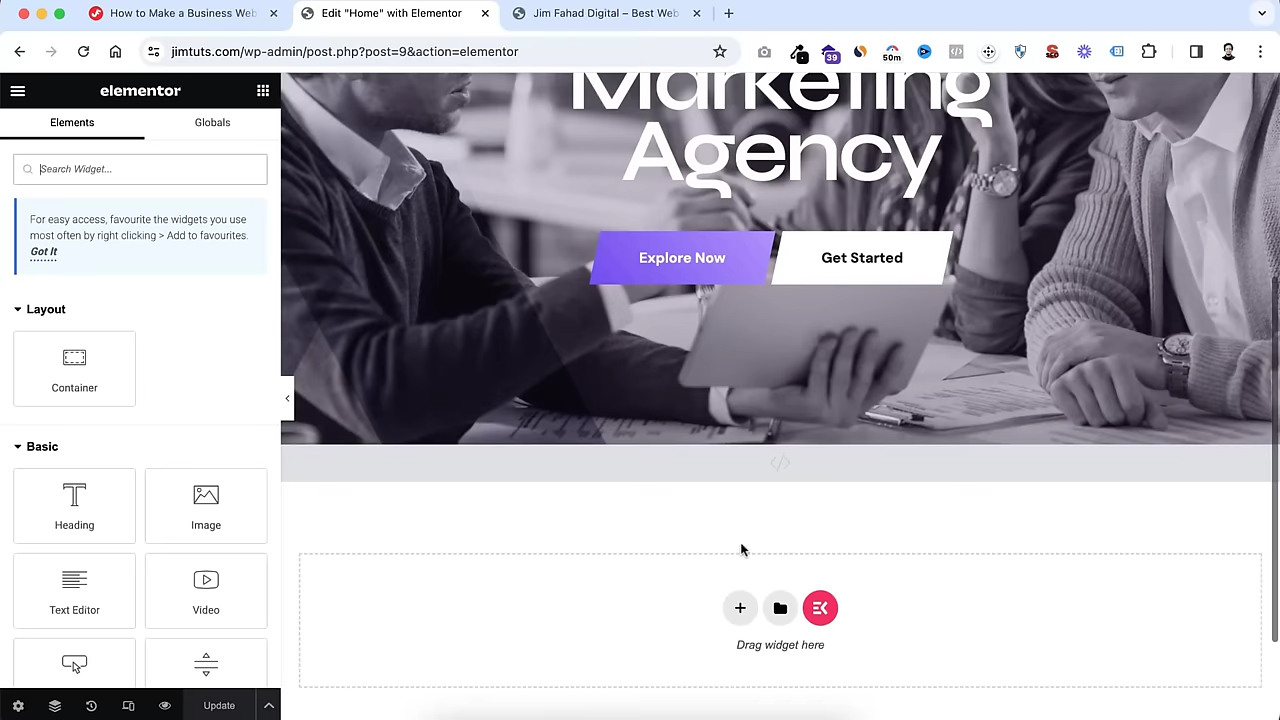 How to Make a Business Web
Edit "Home" with Elementor
Jim Fahad Digital – Best Web
jimtuts.com/wp-admin/post.php?post=9&action=elementor
39
50m
SEO
elementor
Elements
Globals
Search Widget...
For easy access, favourite the widgets you use
most often by right clicking > Add to favourites.
Got It
Layout
Container
Basic
Heading
Image
Text Editor
Video
Update
Marketing
Agency
Explore Now
Get Started
Drag widget here